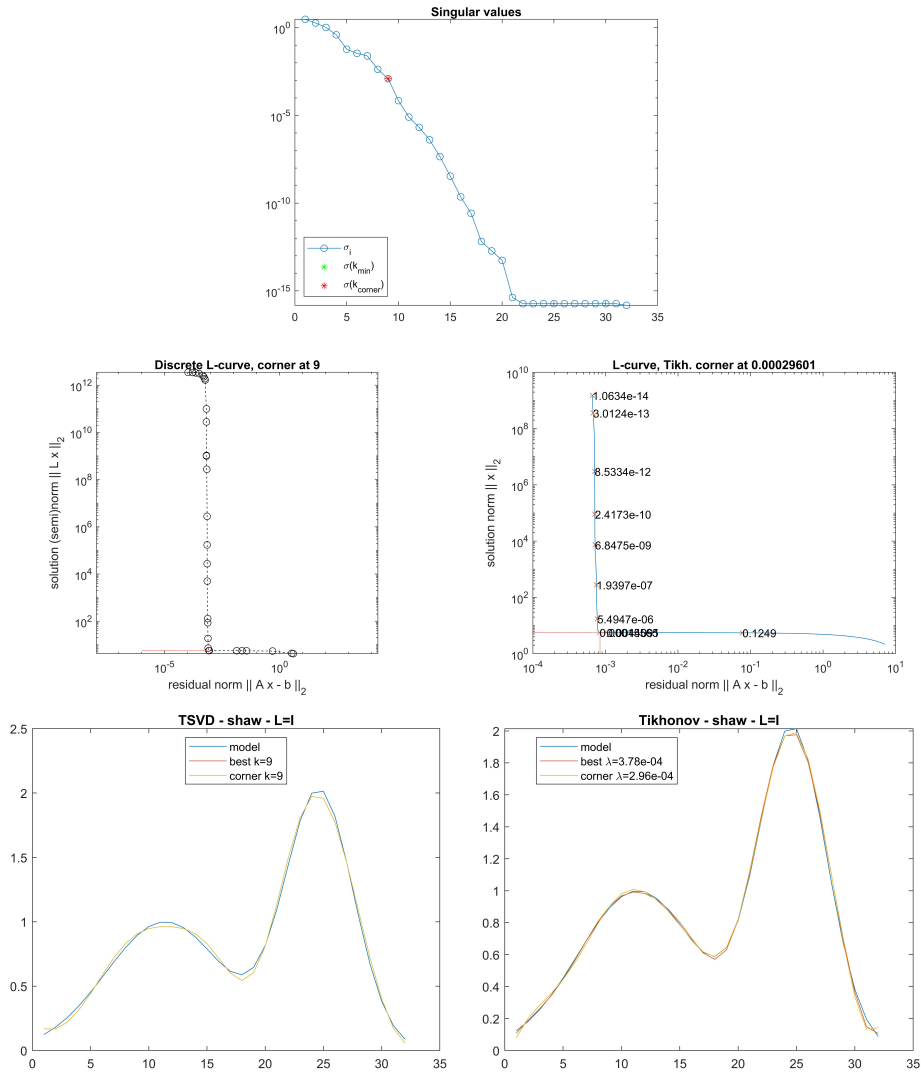 Singular values
10^0
10^-5
10^-10
10^-15
σ_i
σ(k_min)
σ(k_corner)
0 5 10 15 20 25 30 35
Discrete L-curve, corner at 9
solution (semi)norm || L x ||_2
10^12
10^10
10^8
10^6
10^4
10^2
10^-5 10^0
residual norm || A x - b ||_2
L-curve, Tikh. corner at 0.00029601
solution norm || x ||_2
10^10
10^8
10^6
10^4
10^2
10^0
1.0634e-14
3.0124e-13
8.5334e-12
2.4173e-10
6.8475e-09
1.9397e-07
5.4947e-06
0.1249
10^-4 10^-3 10^-2 10^-1 10^0 10^1
residual norm || A x - b ||_2
TSVD - shaw - L=I
model
best k=9
corner k=9
2.5
2
1.5
1
0.5
0
0 5 10 15 20 25 30 35
Tikhonov - shaw - L=I
model
best λ=3.78e-04
corner λ=2.96e-04
2
1.8
1.6
1.4
1.2
1
0.8
0.6
0.4
0.2
0
0 5 10 15 20 25 30 35